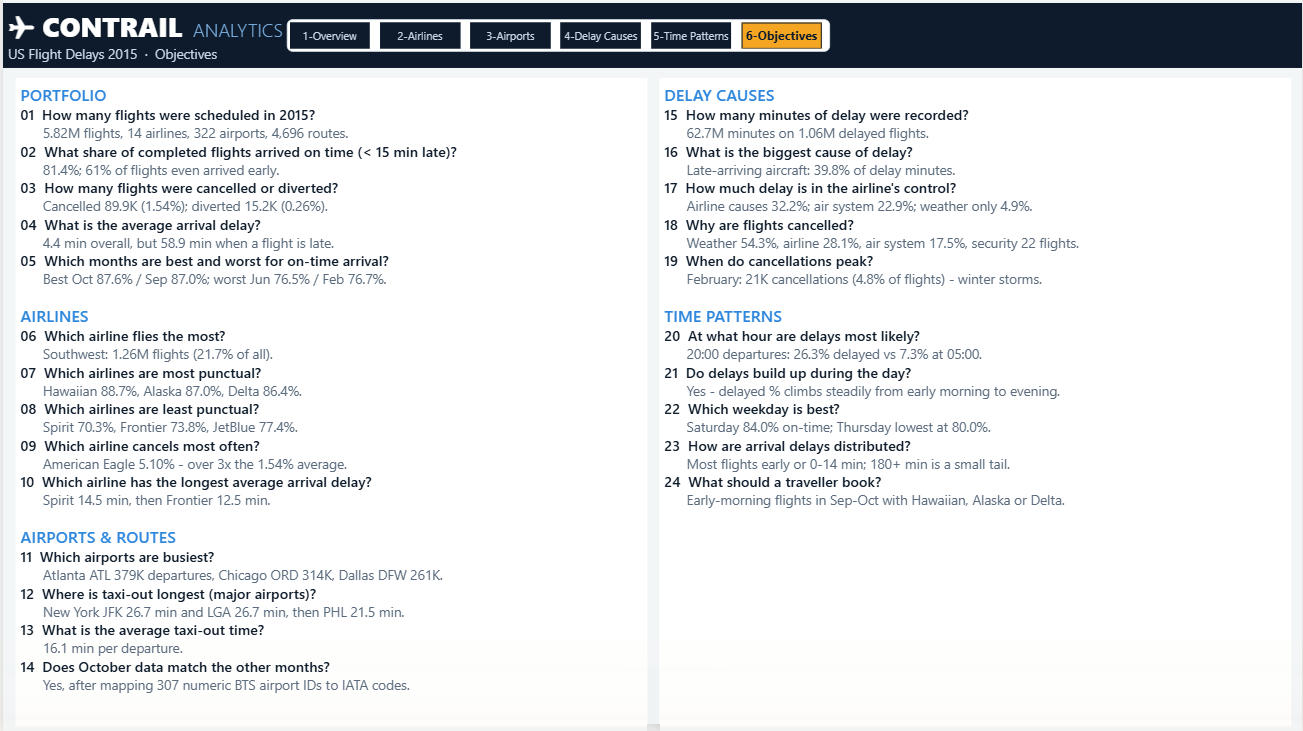 CONTRAIL ANALYTICS
1-Overview
2-Airlines
3-Airports
4-Delay Causes
5-Time Patterns
6-Objectives
US Flight Delays 2015 · Objectives
PORTFOLIO
01 How many flights were scheduled in 2015?
5.82M flights, 14 airlines, 322 airports, 4,696 routes.
02 What share of completed flights arrived on time (< 15 min late)?
81.4%; 61% of flights even arrived early.
03 How many flights were cancelled or diverted?
Cancelled 89.9K (1.54%); diverted 15.2K (0.26%).
04 What is the average arrival delay?
4.4 min overall, but 58.9 min when a flight is late.
05 Which months are best and worst for on-time arrival?
Best Oct 87.6% / Sep 87.0%; worst Jun 76.5% / Feb 76.7%.
AIRLINES
06 Which airline flies the most?
Southwest: 1.26M flights (21.7% of all).
07 Which airlines are most punctual?
Hawaiian 88.7%, Alaska 87.0%, Delta 86.4%.
08 Which airlines are least punctual?
Spirit 70.3%, Frontier 73.8%, JetBlue 77.4%.
09 Which airline cancels most often?
American Eagle 5.10% - over 3x the 1.54% average.
10 Which airline has the longest average arrival delay?
Spirit 14.5 min, then Frontier 12.5 min.
AIRPORTS & ROUTES
11 Which airports are busiest?
Atlanta ATL 379K departures, Chicago ORD 314K, Dallas DFW 261K.
12 Where is taxi-out longest (major airports)?
New York JFK 26.7 min and LGA 26.7 min, then PHL 21.5 min.
13 What is the average taxi-out time?
16.1 min per departure.
14 Does October data match the other months?
Yes, after mapping 307 numeric BTS airport IDs to IATA codes.
DELAY CAUSES
15 How many minutes of delay were recorded?
62.7M minutes on 1.06M delayed flights.
16 What is the biggest cause of delay?
Late-arriving aircraft: 39.8% of delay minutes.
17 How much delay is in the airline's control?
Airline causes 32.2%; air system 22.9%; weather only 4.9%.
18 Why are flights cancelled?
Weather 54.3%, airline 28.1%, air system 17.5%, security 22 flights.
19 When do cancellations peak?
February: 21K cancellations (4.8% of flights) - winter storms.
TIME PATTERNS
20 At what hour are delays most likely?
20:00 departures: 26.3% delayed vs 7.3% at 05:00.
21 Do delays build up during the day?
Yes - delayed % climbs steadily from early morning to evening.
22 Which weekday is best?
Saturday 84.0% on-time; Thursday lowest at 80.0%.
23 How are arrival delays distributed?
Most flights early or 0-14 min; 180+ min is a small tail.
24 What should a traveller book?
Early-morning flights in Sep-Oct with Hawaiian, Alaska or Delta.